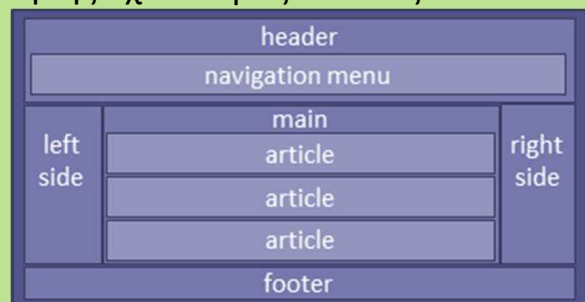 header
navigation menu
left side
main
article
article
article
right side
footer